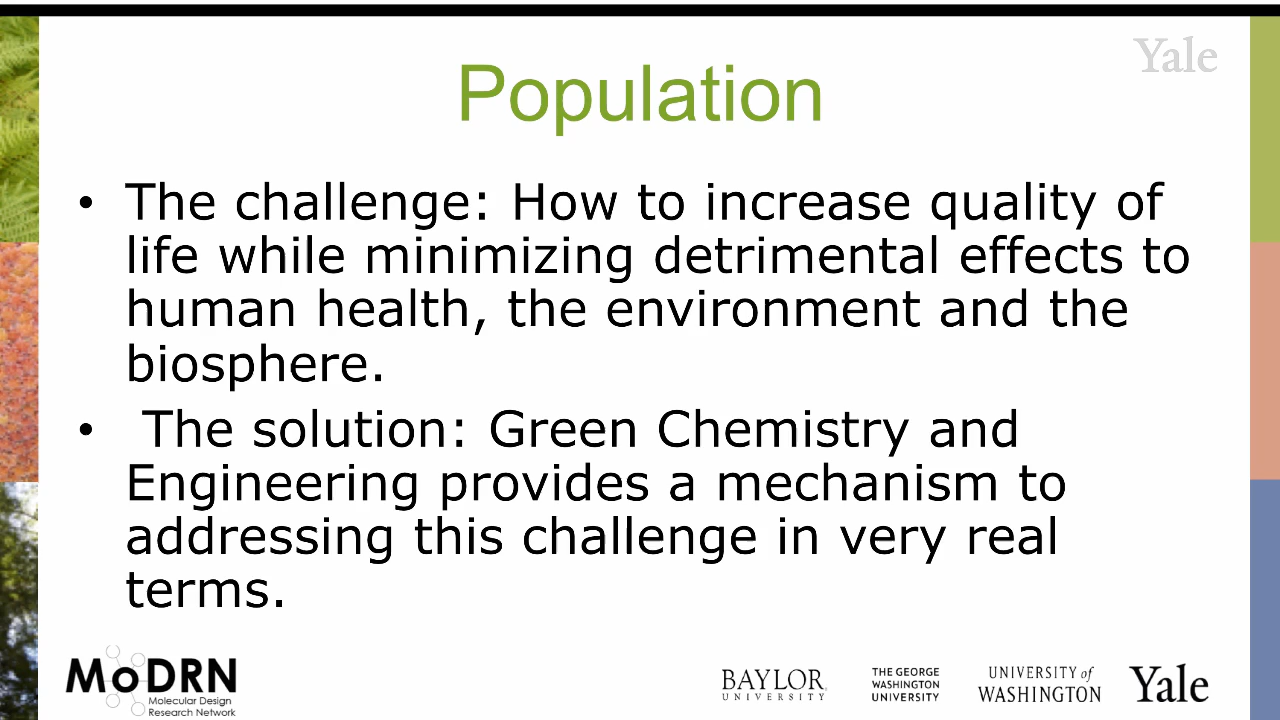 Yale
Population
• The challenge: How to increase quality of
life while minimizing detrimental effects to
human health, the environment and the
biosphere.
• The solution: Green Chemistry and
Engineering provides a mechanism to
addressing this challenge in very real
terms.
MoDRN
Molecular Design
Research Network
BAYLOR
UNIVERSITY
THE GEORGE
WASHINGTON
UNIVERSITY
UNIVERSITY of
WASHINGTON
Yale